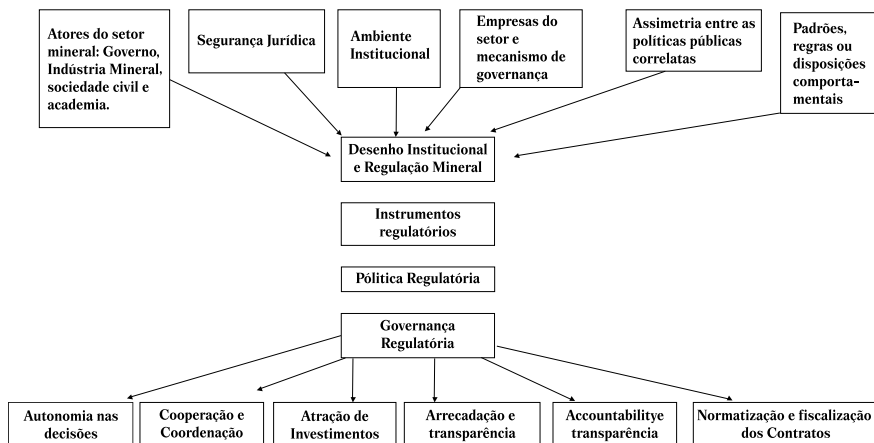 Atores do setor
mineral: Governo,
Indústria Mineral,
sociedade civil e
academia.
Segurança Jurídica
Ambiente
Institucional
Empresas do
setor e
mecanismo de
governança
Assimetria entre as
políticas públicas
correlatas
Padrões,
regras ou
disposições
comporta-
mentais
Desenho Institucional
e Regulação Mineral
Instrumentos
regulatórios
Pólitica Regulatória
Governança
Regulatória
Autonomia nas
decisões
Cooperação e
Coordenação
Atração de
Investimentos
Arrecadação e
transparência
Accountabilitye
transparência
Normatização e fiscalização
dos Contratos